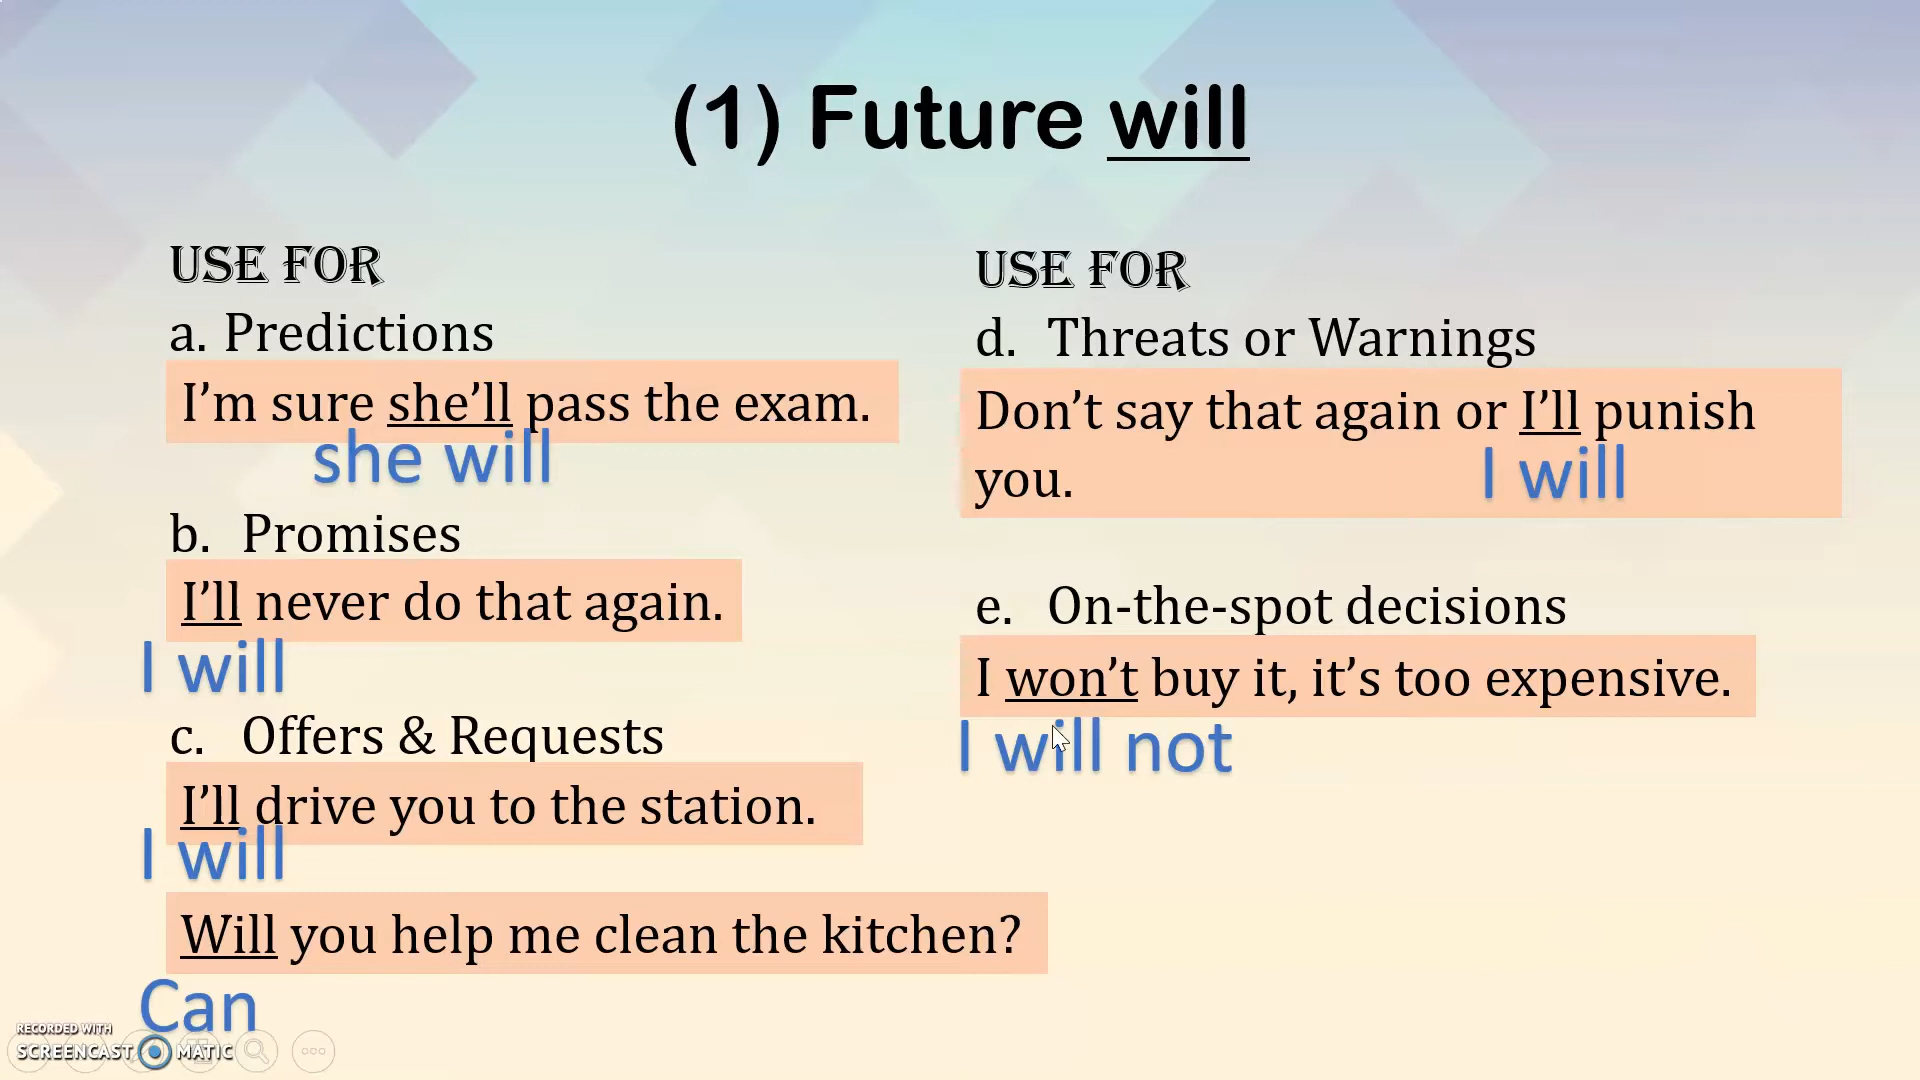 (1) Future will
USE FOR
a. Predictions
I'm sure she'll pass the exam.
she will
b. Promises
I'll never do that again.
I will
c. Offers & Requests
I'll drive you to the station.
I will
Will you help me clean the kitchen?
Can
USE FOR
d. Threats or Warnings
Don't say that again or I'll punish
you.
I will
e. On-the-spot decisions
I won't buy it, it's too expensive.
I will not
RECORDED WITH
SCREENCAST MATIC